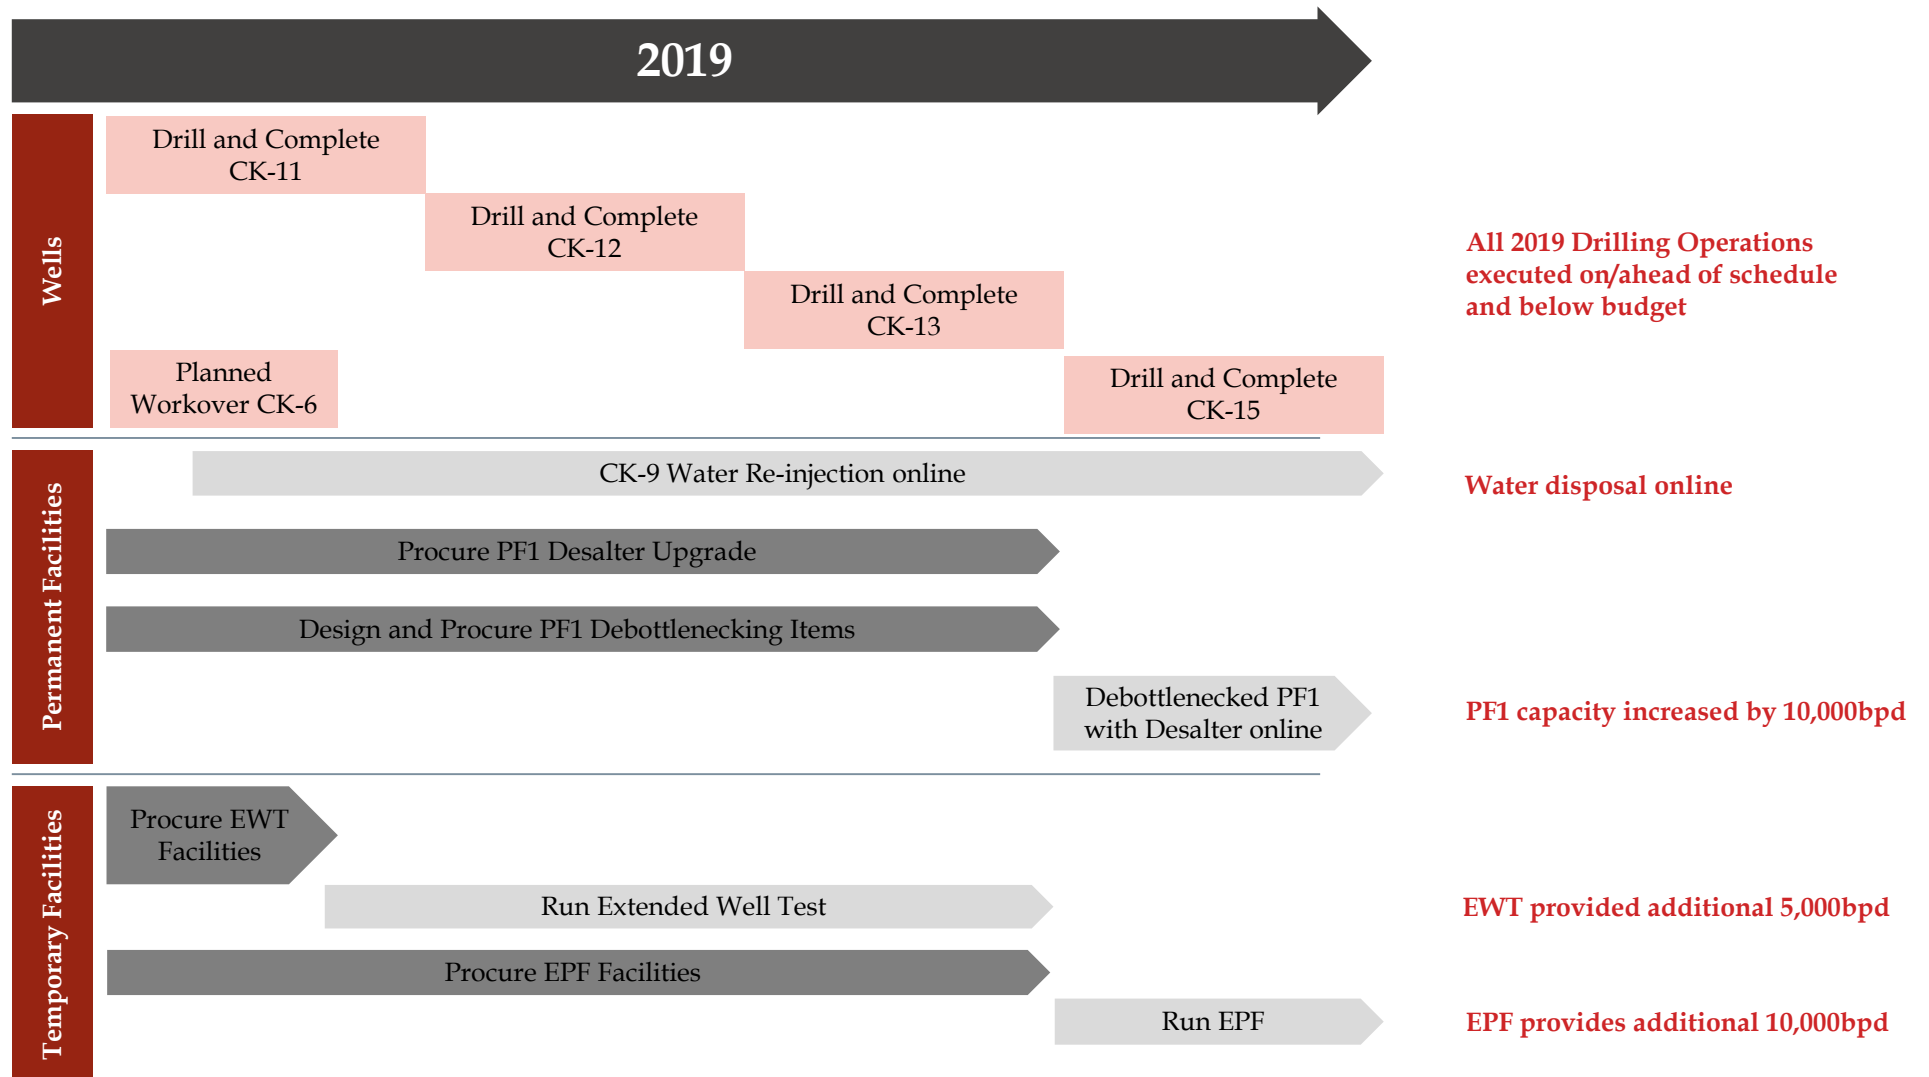 2019
Wells
Drill and Complete
CK-11
Drill and Complete
CK-12
Drill and Complete
CK-13
Planned
Workover CK-6
Drill and Complete
CK-15
All 2019 Drilling Operations
executed on/ahead of schedule
and below budget
Permanent Facilities
CK-9 Water Re-injection online
Water disposal online
Procure PF1 Desalter Upgrade
Design and Procure PF1 Debottlenecking Items
Debottlenecked PF1
with Desalter online
PF1 capacity increased by 10,000bpd
Temporary Facilities
Procure EWT
Facilities
Run Extended Well Test
EWT provided additional 5,000bpd
Procure EPF Facilities
Run EPF
EPF provides additional 10,000bpd